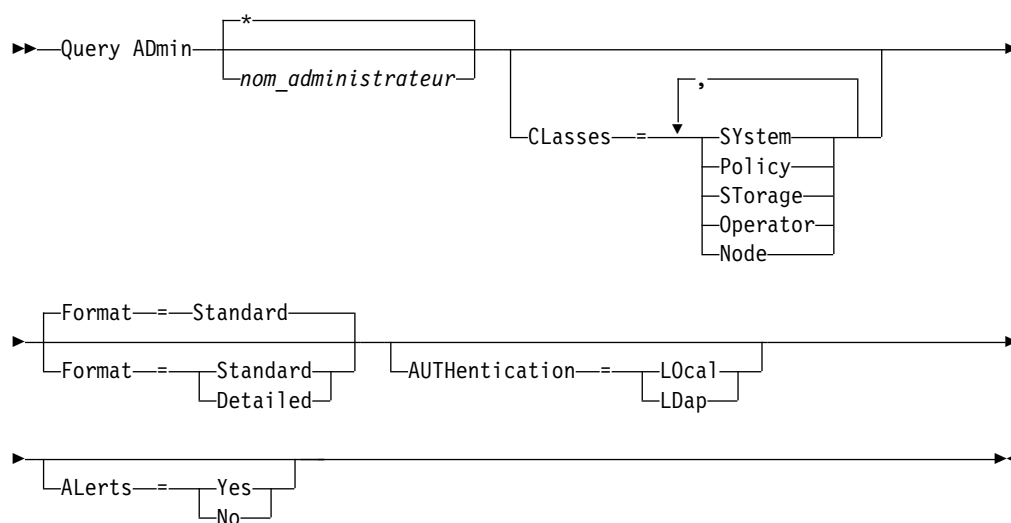 *
Query ADmin
nom_administrateur
,
CLasses = SYstem
Policy
STorage
Operator
Node
Format = Standard
Format = Standard
Detailed
AUTHentication = LOcal
LDap
ALerts = Yes
No